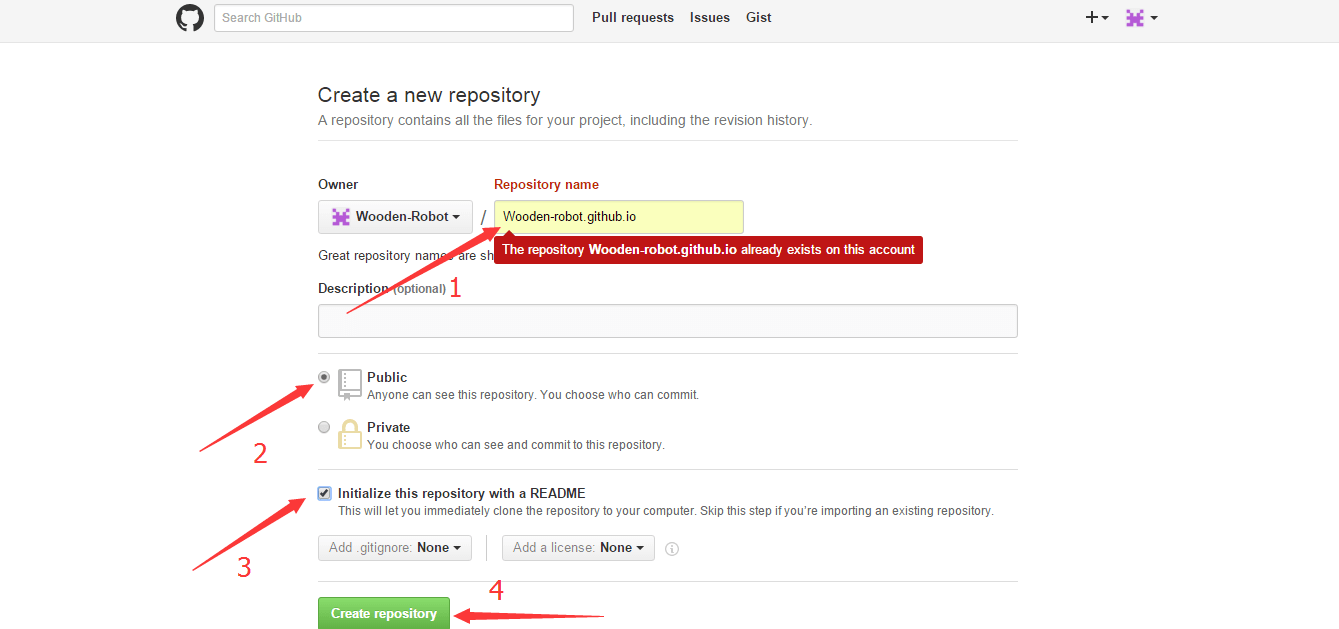 Search GitHub Pull requests Issues Gist
Create a new repository
A repository contains all the files for your project, including the revision history.
Owner Repository name
Wooden-Robot / Wooden-robot.github.io
The repository Wooden-robot.github.io already exists on this account
Great repository names are sh
Description (optional) 1
Public
Anyone can see this repository. You choose who can commit.
Private
You choose who can see and commit to this repository.
2
Initialize this repository with a README
This will let you immediately clone the repository to your computer. Skip this step if you're importing an existing repository.
Add .gitignore: None Add a license: None
3
4
Create repository